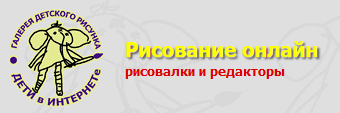 ГАЛЕРЕЯ ДЕТСКОГО РИСУНКА
ДЕТИ в ИНТЕРНЕТе
Рисование онлайн
рисовалки и редакторы